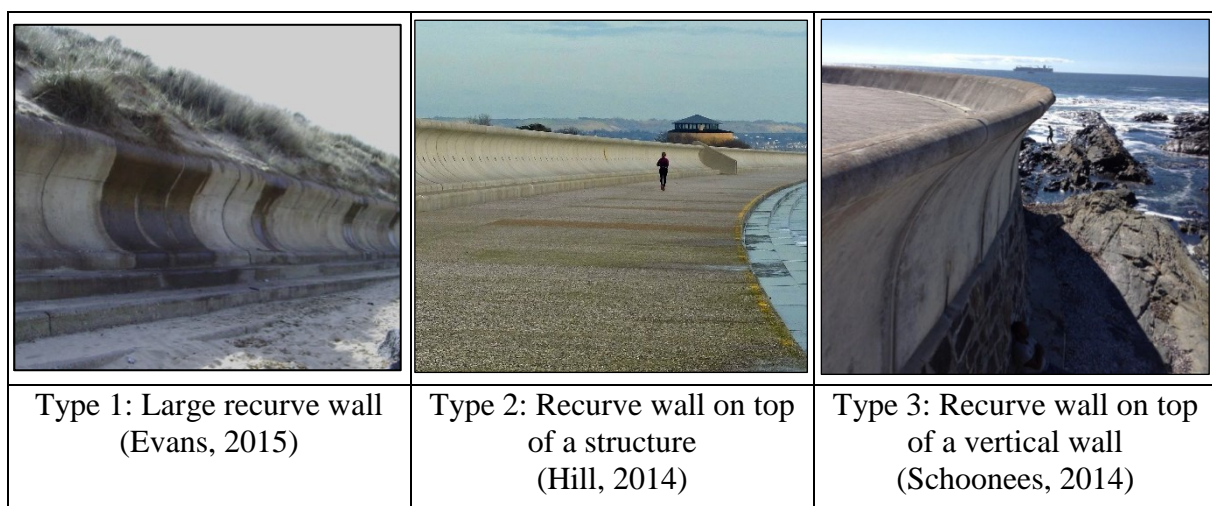 Type 1: Large recurve wall
(Evans, 2015)
Type 2: Recurve wall on top
of a structure
(Hill, 2014)
Type 3: Recurve wall on top
of a vertical wall
(Schoonees, 2014)